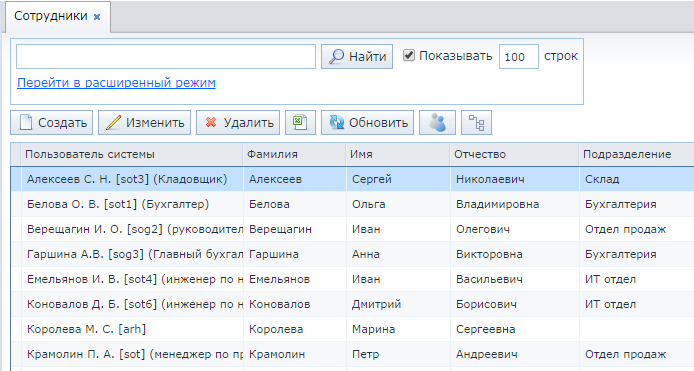 Сотрудники ×
Найти Показывать 100 строк
Перейти в расширенный режим
Создать Изменить Удалить Обновить
Пользователь системы Фамилия Имя Отчество Подразделение
Алексеев С. Н. [sot3] (Кладовщик) Алексеев Сергей Николаевич Склад
Белова О. В. [sot1] (Бухгалтер) Белова Ольга Владимировна Бухгалтерия
Верещагин И. О. [sog2] (руководител Верещагин Иван Олегович Отдел продаж
Гаршина А.В. [sog3] (Главный бухгал Гаршина Анна Викторовна Бухгалтерия
Емельянов И. В. [sot4] (инженер по н Емельянов Иван Васильевич ИТ отдел
Коновалов Д. Б. [sot6] (инженер по н Коновалов Дмитрий Борисович ИТ отдел
Королева М. С. [arh] Королева Марина Сергеевна
Крамолин П. А. [sot] (менеджер по пр Крамолин Петр Андреевич Отдел продаж